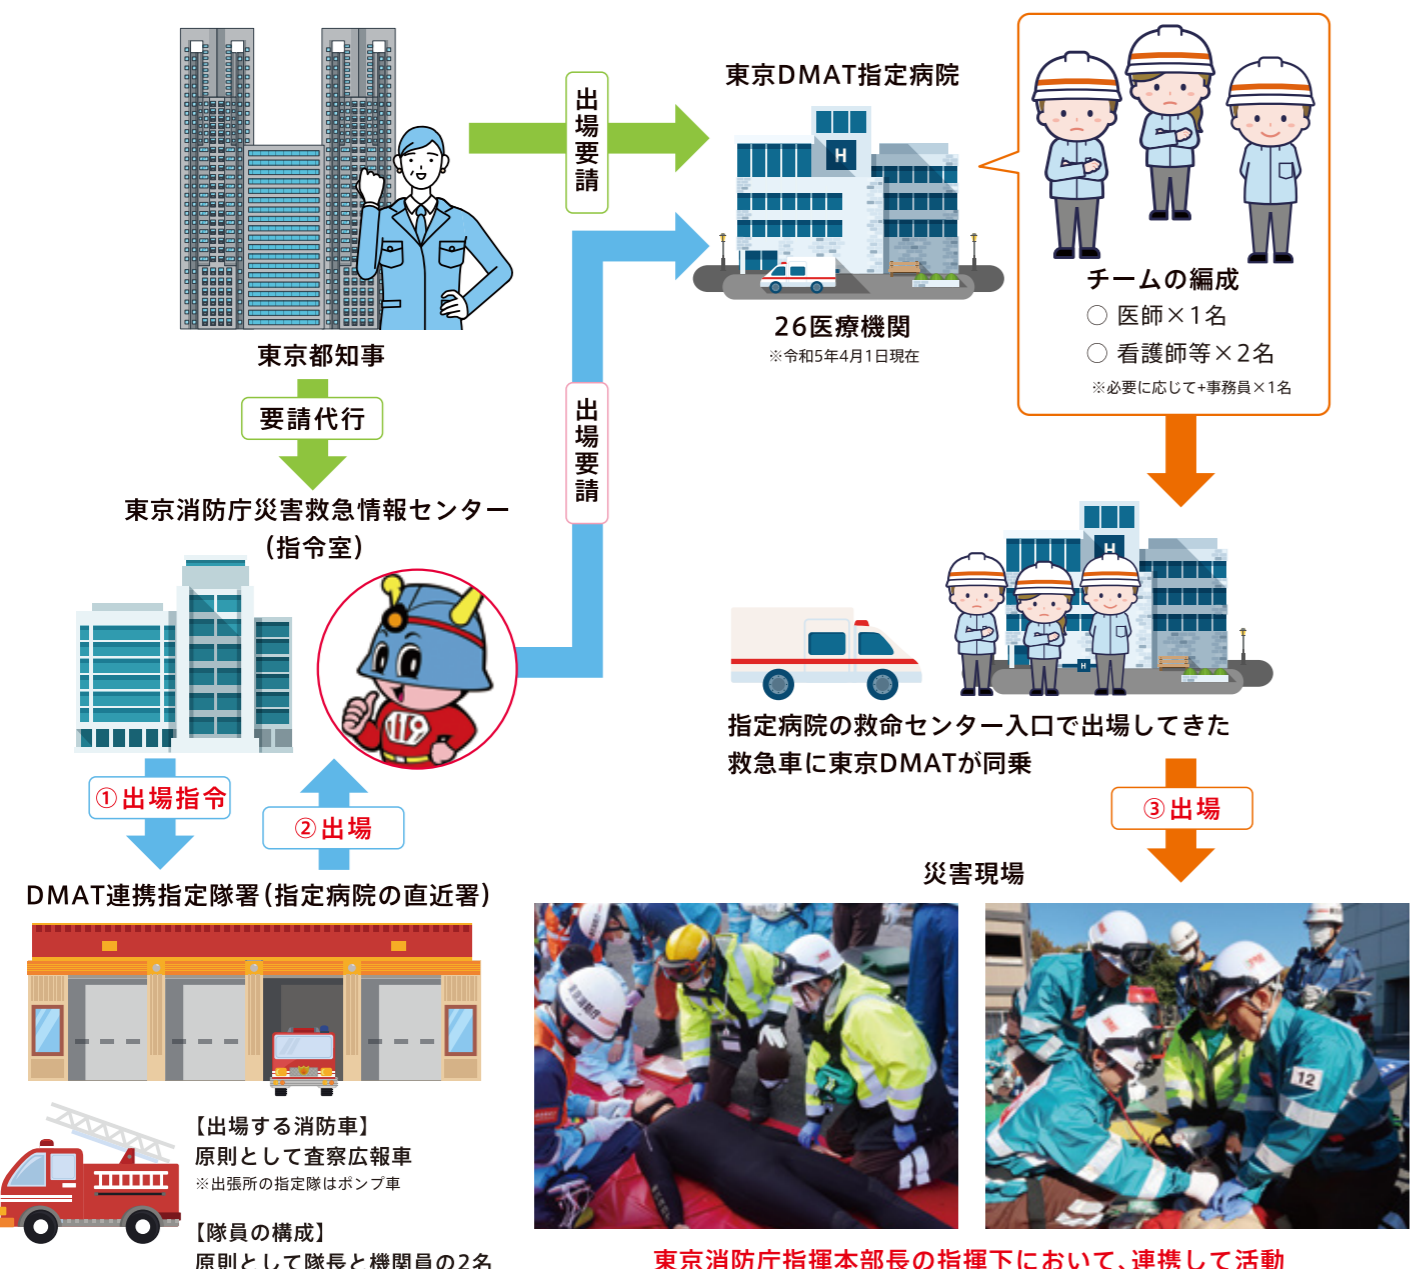 東京都知事
要請代行
東京消防庁災害救急情報センター
(指令室)
119
出場要請
出場要請
東京DMAT指定病院
H
26医療機関
※令和5年4月1日現在
チームの編成
○ 医師×1名
○ 看護師等×2名
※必要に応じて+事務員×1名
H
H
指定病院の救命センター入口で出場してきた
救急車に東京DMATが同乗
①出場指令
②出場
③出場
DMAT連携指定隊署(指定病院の直近署)
【出場する消防車】
原則として査察広報車
※出張所の指定隊はポンプ車
【隊員の構成】
原則として隊長と機関員の2名
災害現場
東京消防庁
12
東京消防庁指揮本部長の指揮下において、連携して活動